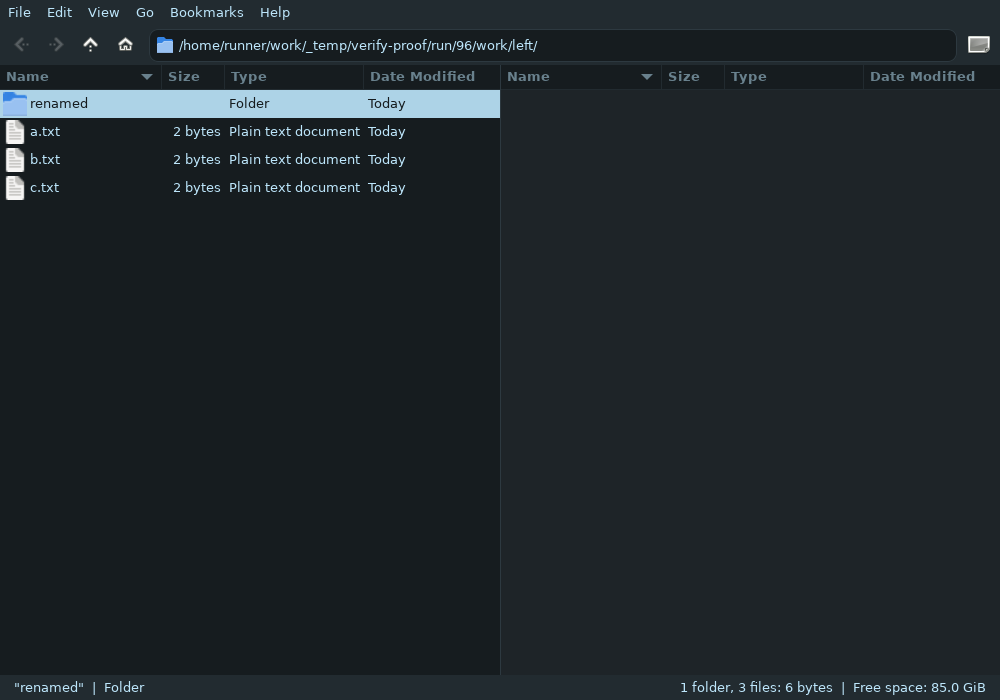 File Edit View Go Bookmarks Help
/home/runner/work/_temp/verify-proof/run/96/work/left/
Name Size Type Date Modified Name Size Type Date Modified
renamed Folder Today
a.txt 2 bytes Plain text document Today
b.txt 2 bytes Plain text document Today
c.txt 2 bytes Plain text document Today
"renamed" | Folder 1 folder, 3 files: 6 bytes | Free space: 85.0 GiB